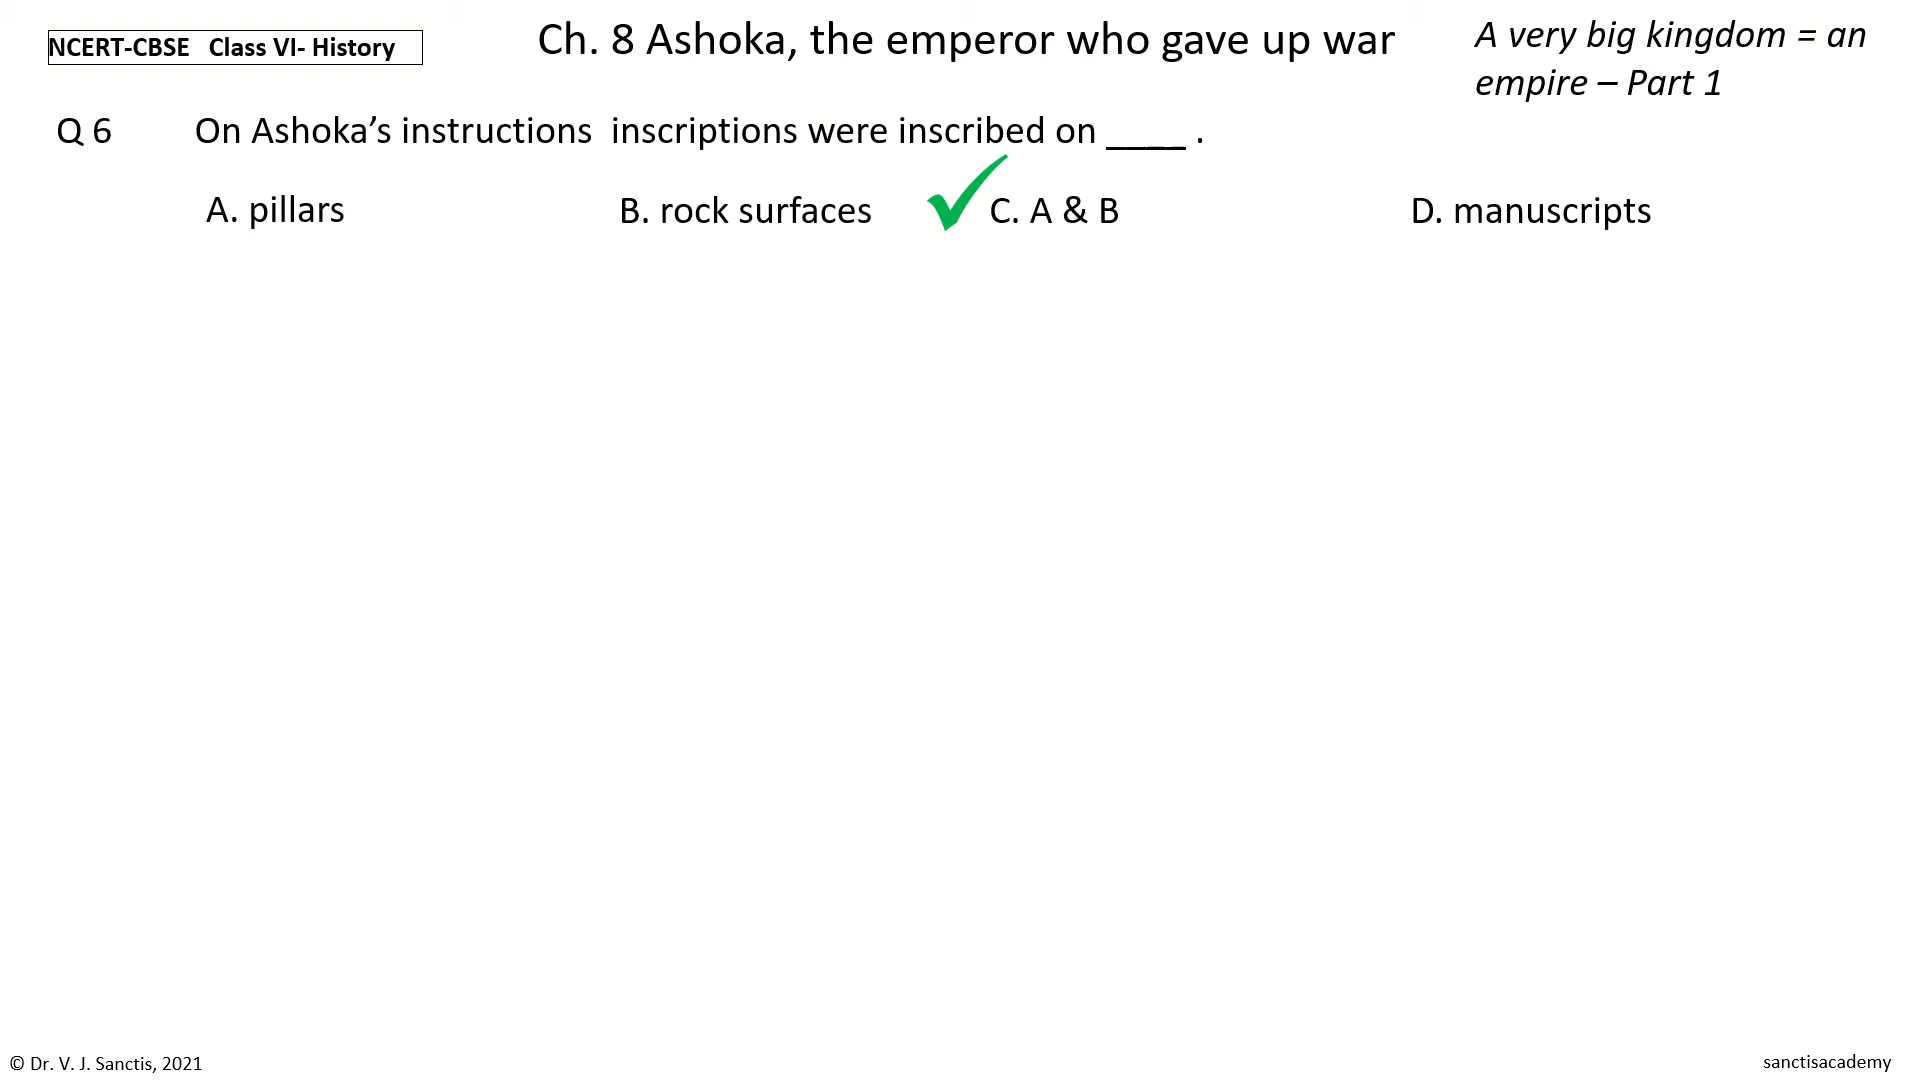 NCERT-CBSE Class VI- History
Ch. 8 Ashoka, the emperor who gave up war
A very big kingdom = an
empire – Part 1
Q 6 On Ashoka’s instructions inscriptions were inscribed on ____ .
A. pillars B. rock surfaces C. A & B D. manuscripts
© Dr. V. J. Sanctis, 2021
sanctisacademy